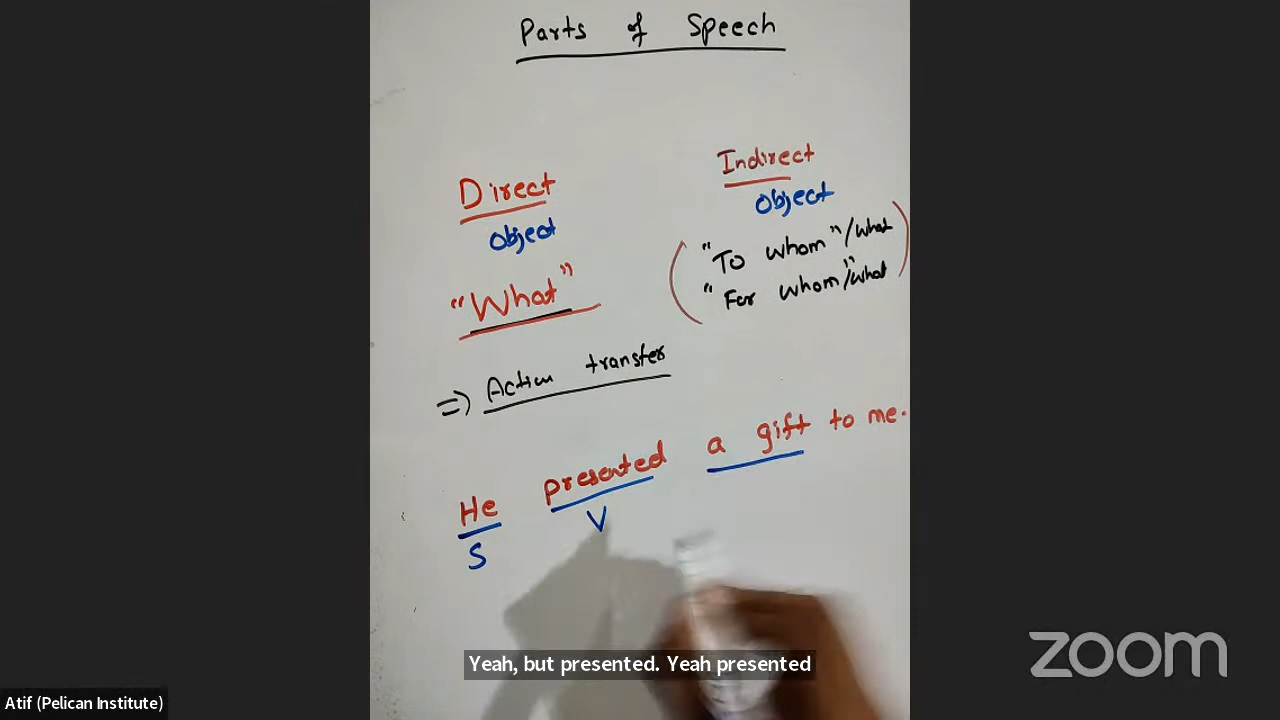 Parts of Speech
Direct
object
"What"
Indirect
object
("To whom"/what
"For whom"/what)
=) Action transfer
He presented a gift to me.
S V
Yeah, but presented. Yeah presented
zoom
Atif (Pelican Institute)